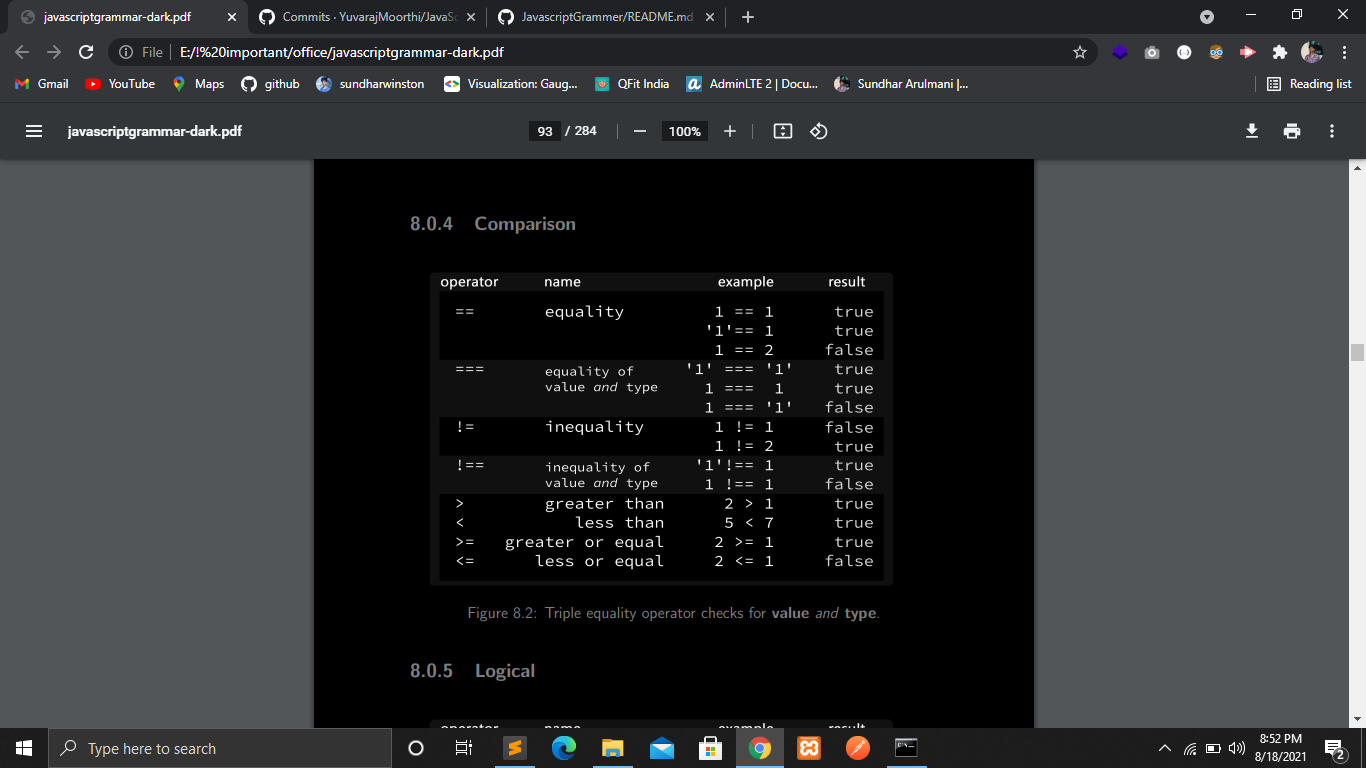 javascriptgrammar-dark.pdf
Commits · YuvarajMoorthi/JavaSc
JavascriptGrammer/README.md
File
E:/!%20important/office/javascriptgrammar-dark.pdf
Gmail
YouTube
Maps
github
sundharwinston
Visualization: Gaug...
QFit India
AdminLTE 2 | Docu...
Sundhar Arulmani |...
Reading list
javascriptgrammar-dark.pdf
93 / 284
100%
8.0.4 Comparison
operator name example result
== equality 1 == 1 true
'1'== 1 true
1 == 2 false
=== equality of value and type '1' === '1' true
1 === 1 true
1 === '1' false
!= inequality 1 != 1 false
1 != 2 true
!== inequality of value and type '1'!== 1 true
1 !== 1 false
> greater than 2 > 1 true
< less than 5 < 7 true
>= greater or equal 2 >= 1 true
<= less or equal 2 <= 1 false
Figure 8.2: Triple equality operator checks for value and type.
8.0.5 Logical
operator name example result
Type here to search
8:52 PM
8/18/2021
2